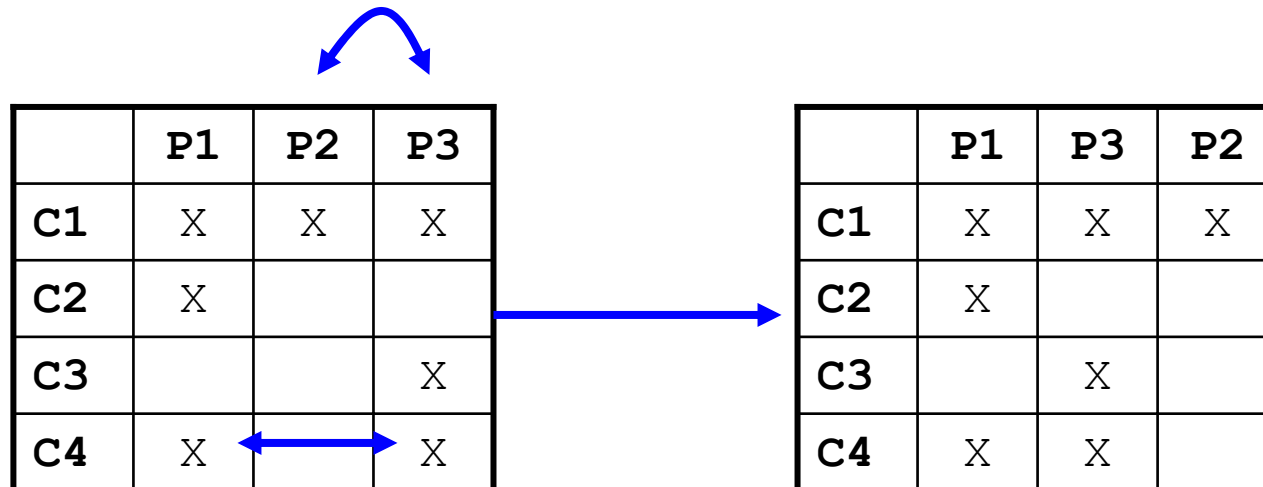 P1 P2 P3
C1 X X X
C2 X
C3 X
C4 X X
P1 P3 P2
C1 X X X
C2 X
C3 X
C4 X X